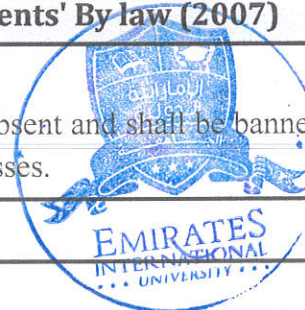 ents' By law (2007)
bsent and shall be banne
sses.
EMIRATES
INTERNATIONAL
UNIVERSITY